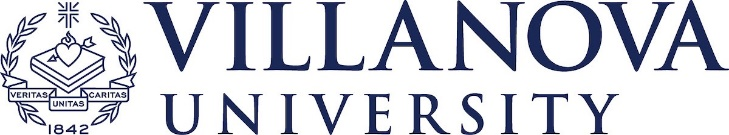 VILLANOVA
UNIVERSITY
VERITAS UNITAS CARITAS
1842